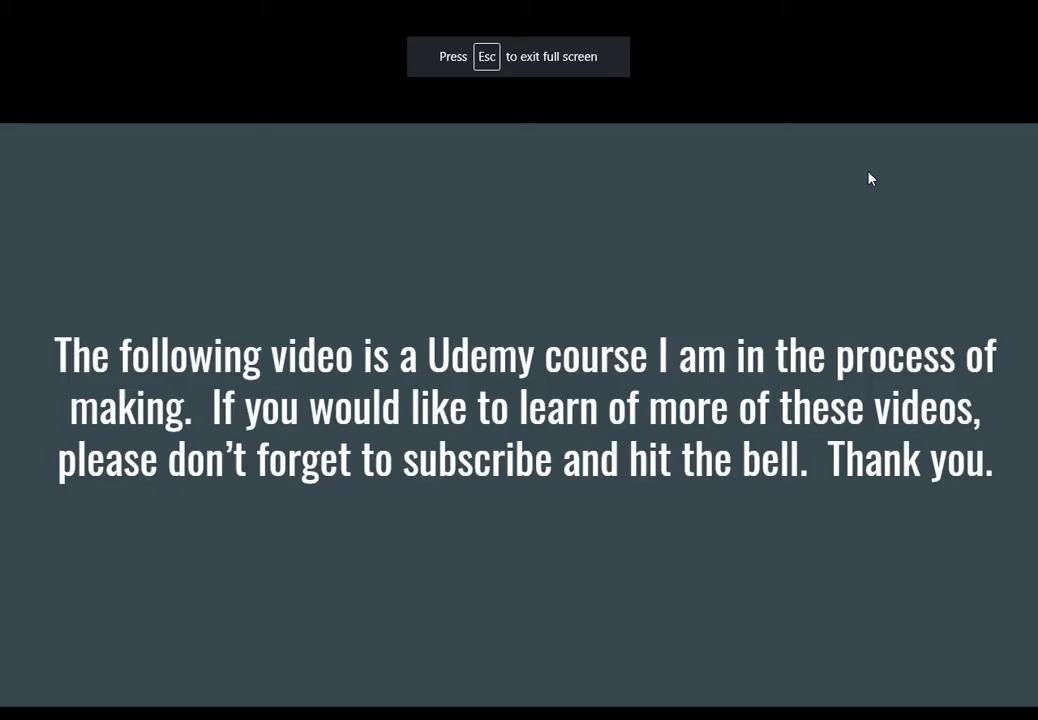 Press Esc to exit full screen
The following video is a Udemy course I am in the process of
making.  If you would like to learn of more of these videos,
please don’t forget to subscribe and hit the bell.  Thank you.